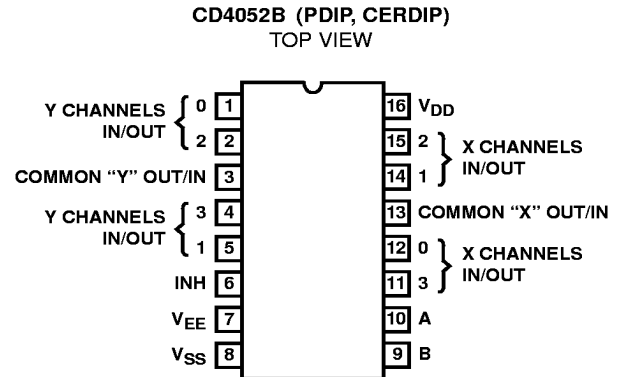 CD4052B (PDIP, CERDIP)
TOP VIEW
Y CHANNELS
IN/OUT
0 1
2 2
COMMON “Y” OUT/IN 3
Y CHANNELS
IN/OUT
3 4
1 5
INH 6
VEE 7
VSS 8
16 VDD
15 2
14 1
X CHANNELS
IN/OUT
13 COMMON “X” OUT/IN
12 0
11 3
X CHANNELS
IN/OUT
10 A
9 B